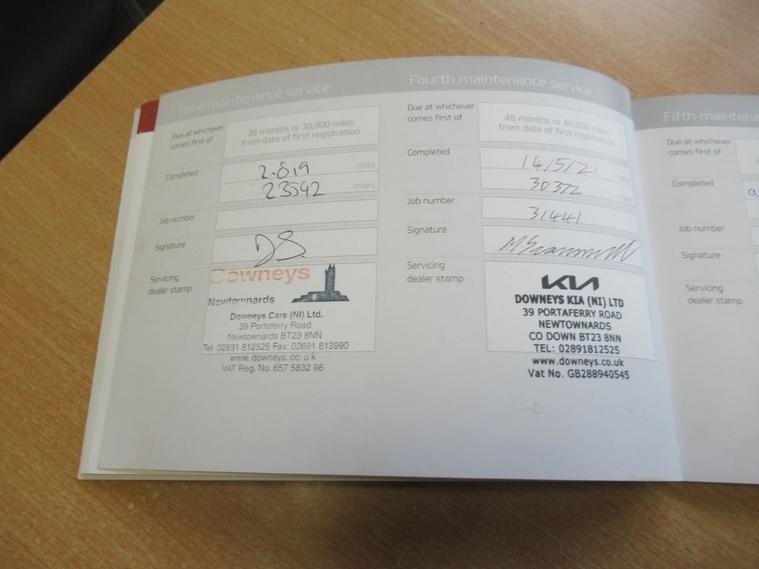 Third maintenance service
Due at whichever
comes first of
36 months or 30,000 miles
from date of first registration
Completed
2.8.19 date
23592 miles
Job number
Signature
DS.
Servicing
dealer stamp
Downeys
Newtownards
Downeys Cars (NI) Ltd.
39 Portaferry Road
Newtownards BT23 8NN
Tel: 02891 812525 Fax: 02891 813990
www.downeys.co.uk
VAT Reg. No. 657 5832 96
Fourth maintenance service
Due at whichever
comes first of
48 months or 40,000 miles
from date of first registration
Completed
14/5/21
30372
Job number
31441
Signature
Servicing
dealer stamp
KIA
DOWNEYS KIA (NI) LTD
39 PORTAFERRY ROAD
NEWTOWNARDS
CO DOWN BT23 8NN
TEL: 02891812525
www.downeys.co.uk
Vat No. GB288940545
Fifth maintena
Due at whichever
comes first of
Completed
Job number
Signature
Servicing
dealer stamp